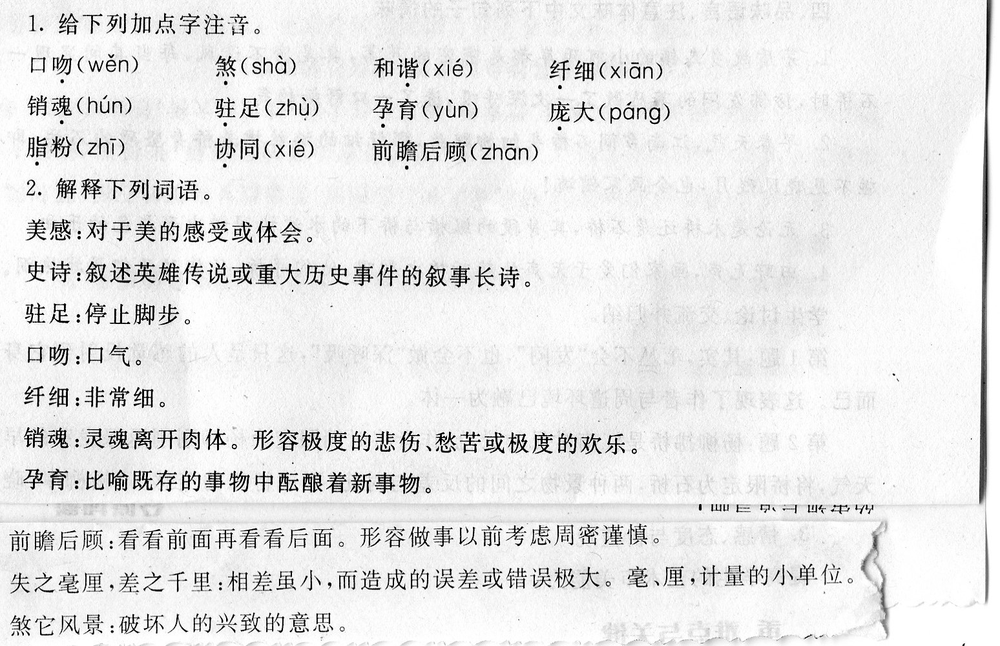 1. 给下列加点字注音。
口吻(wěn) 煞(shà) 和谐(xié) 纤细(xiān)
销魂(hún) 驻足(zhù) 孕育(yùn) 庞大(páng)
脂粉(zhī) 协同(xié) 前瞻后顾(zhān)
2. 解释下列词语。
美感:对于美的感受或体会。
史诗:叙述英雄传说或重大历史事件的叙事长诗。
驻足:停止脚步。
口吻:口气。
纤细:非常细。
销魂:灵魂离开肉体。形容极度的悲伤、愁苦或极度的欢乐。
孕育:比喻既存的事物中酝酿着新事物。
前瞻后顾:看看前面再看看后面。形容做事以前考虑周密谨慎。
失之毫厘,差之千里:相差虽小,而造成的误差或错误极大。毫、厘,计量的小单位。
煞它风景:破坏人的兴致的意思。